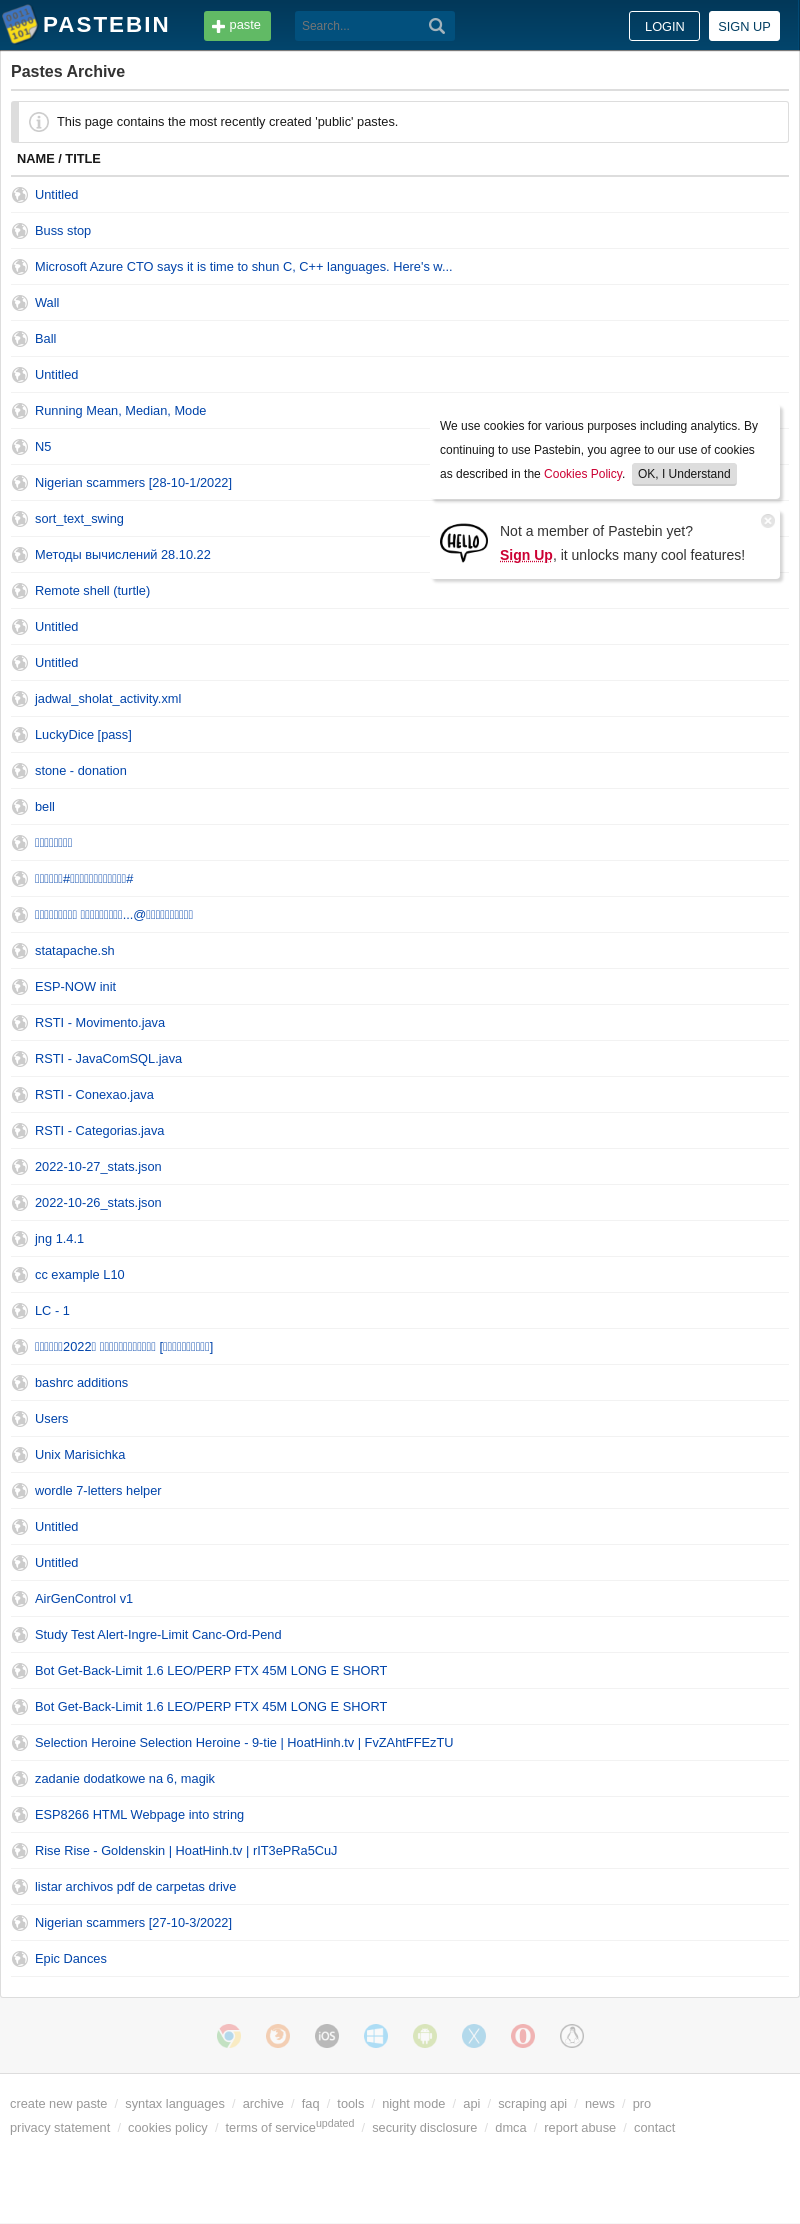 PASTEBIN
paste
Search...
LOGIN
SIGN UP
Pastes Archive
This page contains the most recently created 'public' pastes.
NAME / TITLE
Untitled
Buss stop
Microsoft Azure CTO says it is time to shun C, C++ languages. Here's w...
Wall
Ball
Untitled
Running Mean, Median, Mode
N5
Nigerian scammers [28-10-1/2022]
sort_text_swing
Методы вычислений 28.10.22
Remote shell (turtle)
We use cookies for various purposes including analytics. By
continuing to use Pastebin, you agree to our use of cookies
as described in the Cookies Policy. OK, I Understand
HELLO
Not a member of Pastebin yet?
Sign Up, it unlocks many cool features!
Untitled
Untitled
jadwal_sholat_activity.xml
LuckyDice [pass]
stone - donation
bell
#
#
...@
statapache.sh
ESP-NOW init
RSTI - Movimento.java
RSTI - JavaComSQL.java
RSTI - Conexao.java
RSTI - Categorias.java
2022-10-27_stats.json
2022-10-26_stats.json
jng 1.4.1
cc example L10
LC - 1
2022 [ ]
bashrc additions
Users
Unix Marisichka
wordle 7-letters helper
Untitled
Untitled
AirGenControl v1
Study Test Alert-Ingre-Limit Canc-Ord-Pend
Bot Get-Back-Limit 1.6 LEO/PERP FTX 45M LONG E SHORT
Bot Get-Back-Limit 1.6 LEO/PERP FTX 45M LONG E SHORT
Selection Heroine Selection Heroine - 9-tie | HoatHinh.tv | FvZAhtFFEzTU
zadanie dodatkowe na 6, magik
ESP8266 HTML Webpage into string
Rise Rise - Goldenskin | HoatHinh.tv | rIT3ePRa5CuJ
listar archivos pdf de carpetas drive
Nigerian scammers [27-10-3/2022]
Epic Dances
iOS
create new paste / syntax languages / archive / faq / tools / night mode / api / scraping api / news / pro
privacy statement / cookies policy / terms of serviceupdated / security disclosure / dmca / report abuse / contact